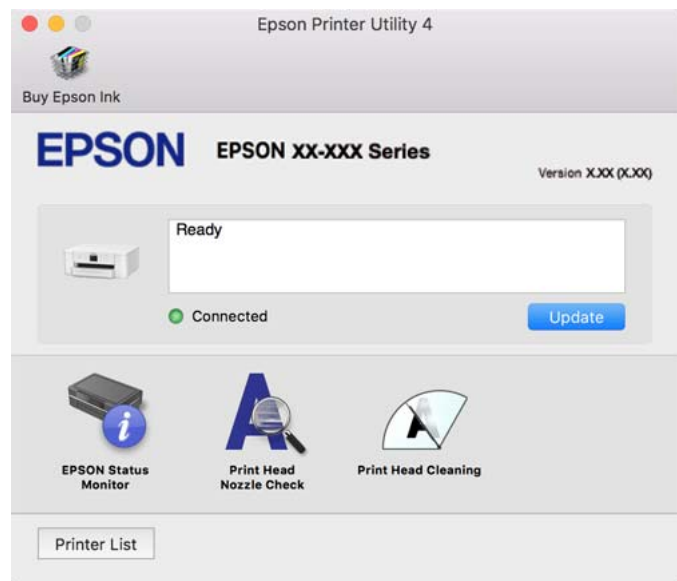 Epson Printer Utility 4
Buy Epson Ink
EPSON
EPSON XX-XXX Series
Version X.XX (X.XX)
Ready
Connected
Update
EPSON Status
Monitor
Print Head
Nozzle Check
Print Head Cleaning
Printer List